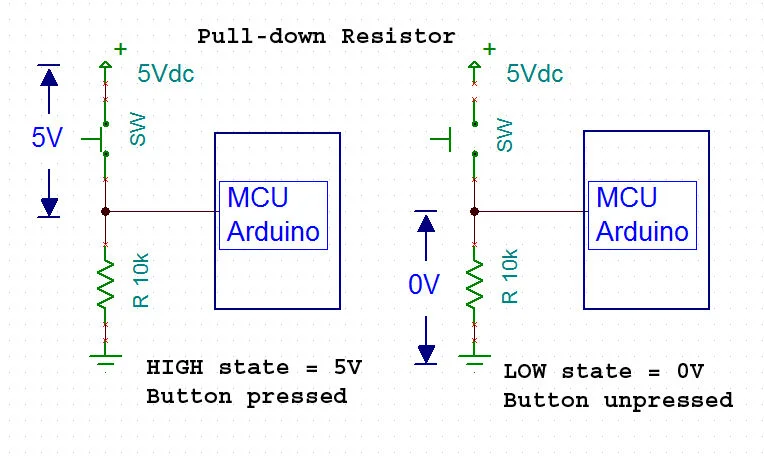 Pull-down Resistor
+
5Vdc
5V
SW
MCU
Arduino
R 10k
HIGH state = 5V
Button pressed
+
5Vdc
SW
MCU
Arduino
0V
R 10k
LOW state = 0V
Button unpressed